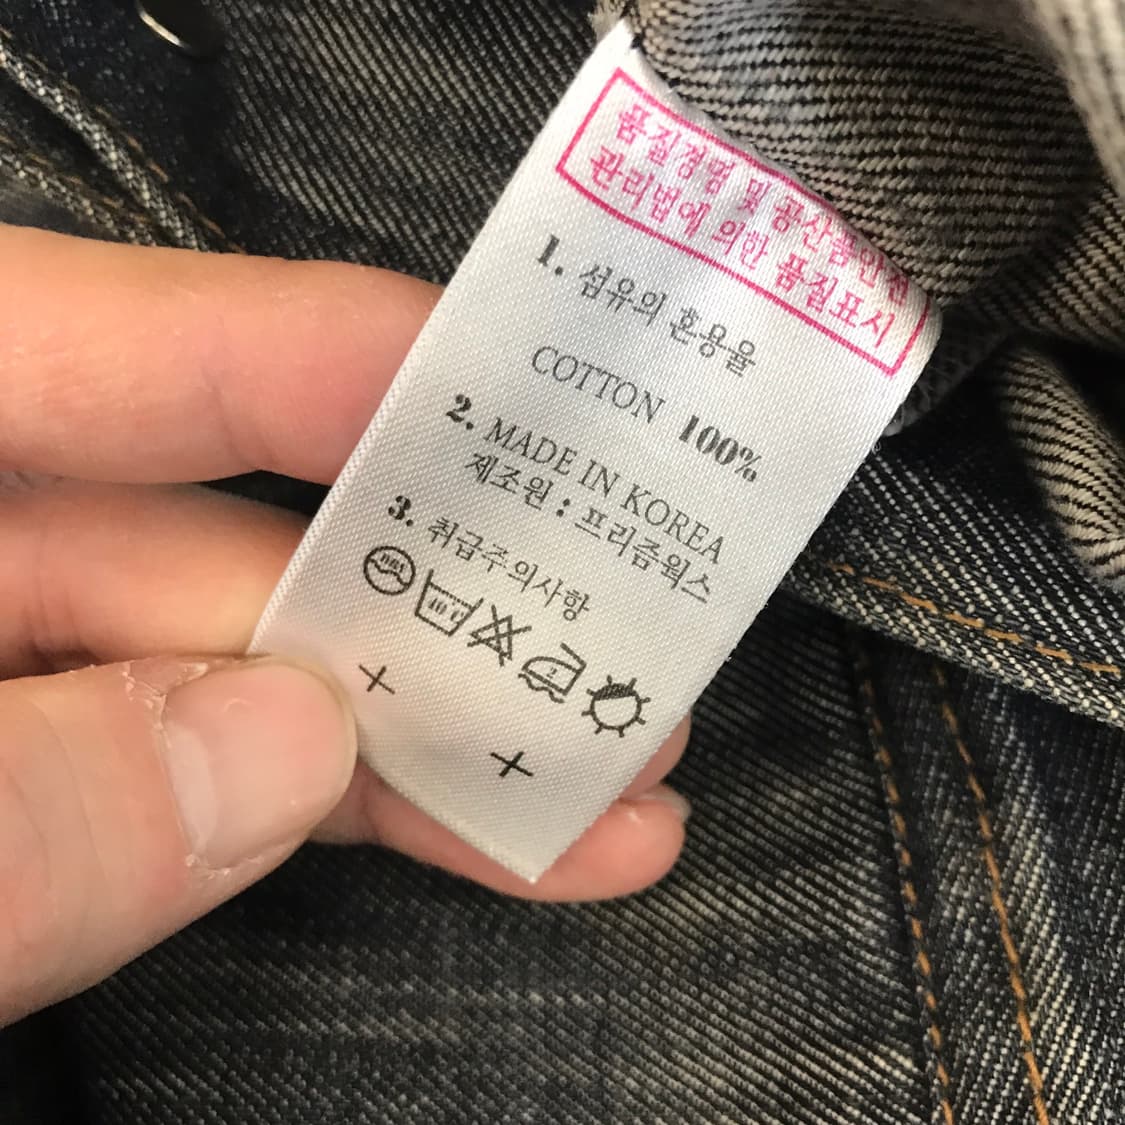 품질경영 및 공산품안전
관리법에 의한 품질표시
1. 섬유의 혼용율
COTTON 100%
2. MADE IN KOREA
제조원 : 프리즘웍스
3. 취급주의사항